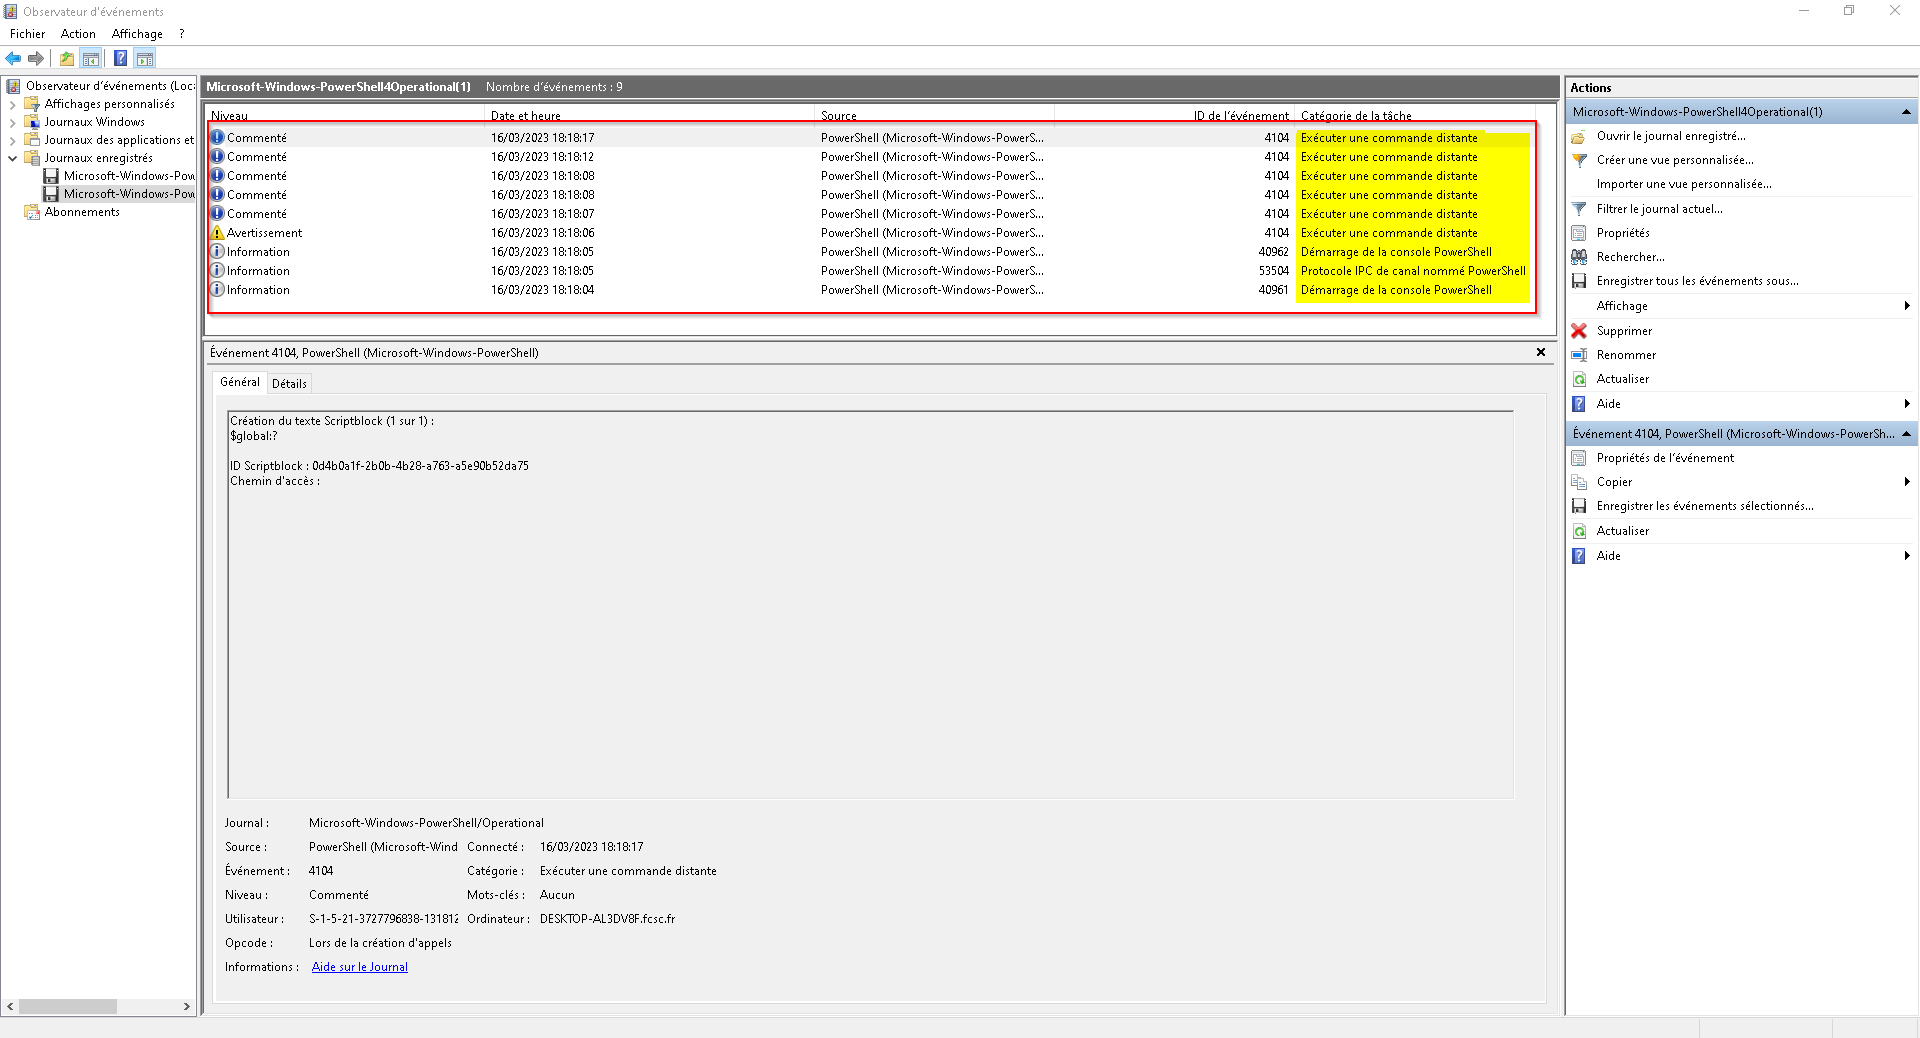 Observateur d'événements
Fichier Action Affichage ?
Observateur d'événements (Loc
Affichages personnalisés
Journaux Windows
Journaux des applications et
Journaux enregistrés
Microsoft-Windows-Pow
Microsoft-Windows-Pow
Abonnements
Microsoft-Windows-PowerShell4Operational(1) Nombre d'événements : 9
Niveau Date et heure Source ID de l'événement Catégorie de la tâche
Commenté 16/03/2023 18:18:17 PowerShell (Microsoft-Windows-PowerS... 4104 Exécuter une commande distante
Commenté 16/03/2023 18:18:12 PowerShell (Microsoft-Windows-PowerS... 4104 Exécuter une commande distante
Commenté 16/03/2023 18:18:08 PowerShell (Microsoft-Windows-PowerS... 4104 Exécuter une commande distante
Commenté 16/03/2023 18:18:08 PowerShell (Microsoft-Windows-PowerS... 4104 Exécuter une commande distante
Commenté 16/03/2023 18:18:07 PowerShell (Microsoft-Windows-PowerS... 4104 Exécuter une commande distante
Avertissement 16/03/2023 18:18:06 PowerShell (Microsoft-Windows-PowerS... 4104 Exécuter une commande distante
Information 16/03/2023 18:18:05 PowerShell (Microsoft-Windows-PowerS... 40962 Démarrage de la console PowerShell
Information 16/03/2023 18:18:05 PowerShell (Microsoft-Windows-PowerS... 53504 Protocole IPC de canal nommé PowerShell
Information 16/03/2023 18:18:04 PowerShell (Microsoft-Windows-PowerS... 40961 Démarrage de la console PowerShell
Événement 4104, PowerShell (Microsoft-Windows-PowerShell)
Général Détails
Création du texte Scriptblock (1 sur 1) :
$global:?
ID Scriptblock : 0d4b0a1f-2b0b-4b28-a763-a5e90b52da75
Chemin d'accès :
Journal : Microsoft-Windows-PowerShell/Operational
Source : PowerShell (Microsoft-Wind Connecté : 16/03/2023 18:18:17
Événement : 4104 Catégorie : Exécuter une commande distante
Niveau : Commenté Mots-clés : Aucun
Utilisateur : S-1-5-21-3727796838-131812 Ordinateur : DESKTOP-AL3DV8F.fcsc.fr
Opcode : Lors de la création d'appels
Informations : Aide sur le Journal
Actions
Microsoft-Windows-PowerShell4Operational(1)
Ouvrir le journal enregistré...
Créer une vue personnalisée...
Importer une vue personnalisée...
Filtrer le journal actuel...
Propriétés
Rechercher...
Enregistrer tous les événements sous...
Affichage
Supprimer
Renommer
Actualiser
Aide
Événement 4104, PowerShell (Microsoft-Windows-PowerSh...
Propriétés de l'événement
Copier
Enregistrer les événements sélectionnés...
Actualiser
Aide